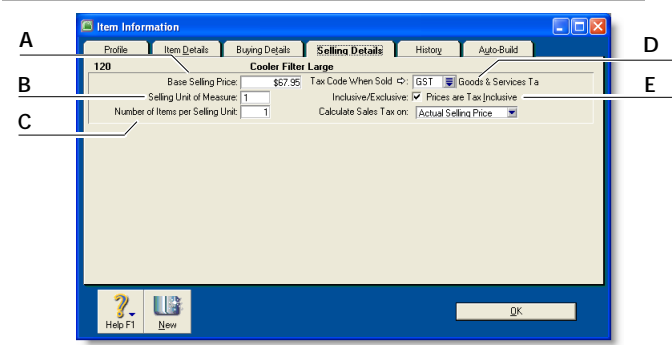 Item Information
Profile Item Details Buying Details Selling Details History Auto-Build
A
D
120 Cooler Filter Large
Base Selling Price: $67.95 Tax Code When Sold ⇨: GST Goods & Services Ta
B
E
Selling Unit of Measure: 1 Inclusive/Exclusive: Prices are Tax Inclusive
Number of Items per Selling Unit: 1 Calculate Sales Tax on: Actual Selling Price
C
Help F1 New OK